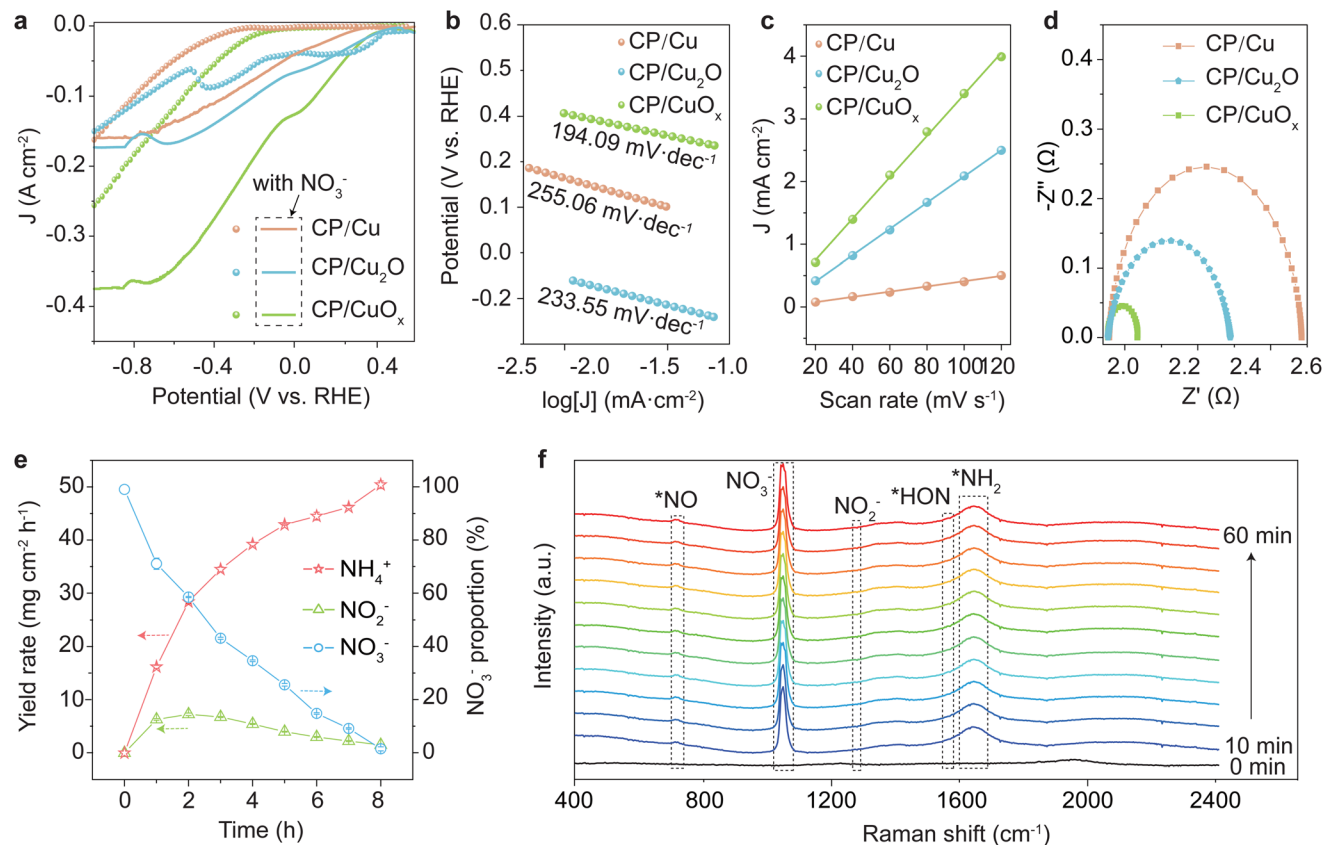 a
J (A cm⁻²)
0.0
-0.1
-0.2
-0.3
-0.4
with NO₃⁻
CP/Cu
CP/Cu₂O
CP/CuOₓ
-0.8
-0.4
0.0
0.4
Potential (V vs. RHE)
b
Potential (V vs. RHE)
0.6
0.5
0.4
0.2
0.1
0.0
-0.2
CP/Cu
CP/Cu₂O
CP/CuOₓ
194.09 mV·dec⁻¹
255.06 mV·dec⁻¹
233.55 mV·dec⁻¹
-2.5
-2.0
-1.5
-1.0
log[J] (mA·cm⁻²)
c
J (mA cm⁻²)
4
3
2
1
0
CP/Cu
CP/Cu₂O
CP/CuOₓ
20 40 60 80 100 120
Scan rate (mV s⁻¹)
d
-Z'' (Ω)
0.4
0.3
0.2
0.1
0.0
CP/Cu
CP/Cu₂O
CP/CuOₓ
2.0 2.2 2.4 2.6
Z' (Ω)
e
Yield rate (mg cm⁻² h⁻¹)
50
40
30
20
10
0
NH₄⁺
NO₂⁻
NO₃⁻
100
80
60
40
20
0
NO₃⁻ proportion (%)
0 2 4 6 8
Time (h)
f
Intensity (a.u.)
*NO
NO₃⁻
NO₂⁻
*HON
*NH₂
60 min
10 min
0 min
400 800 1200 1600 2000 2400
Raman shift (cm⁻¹)